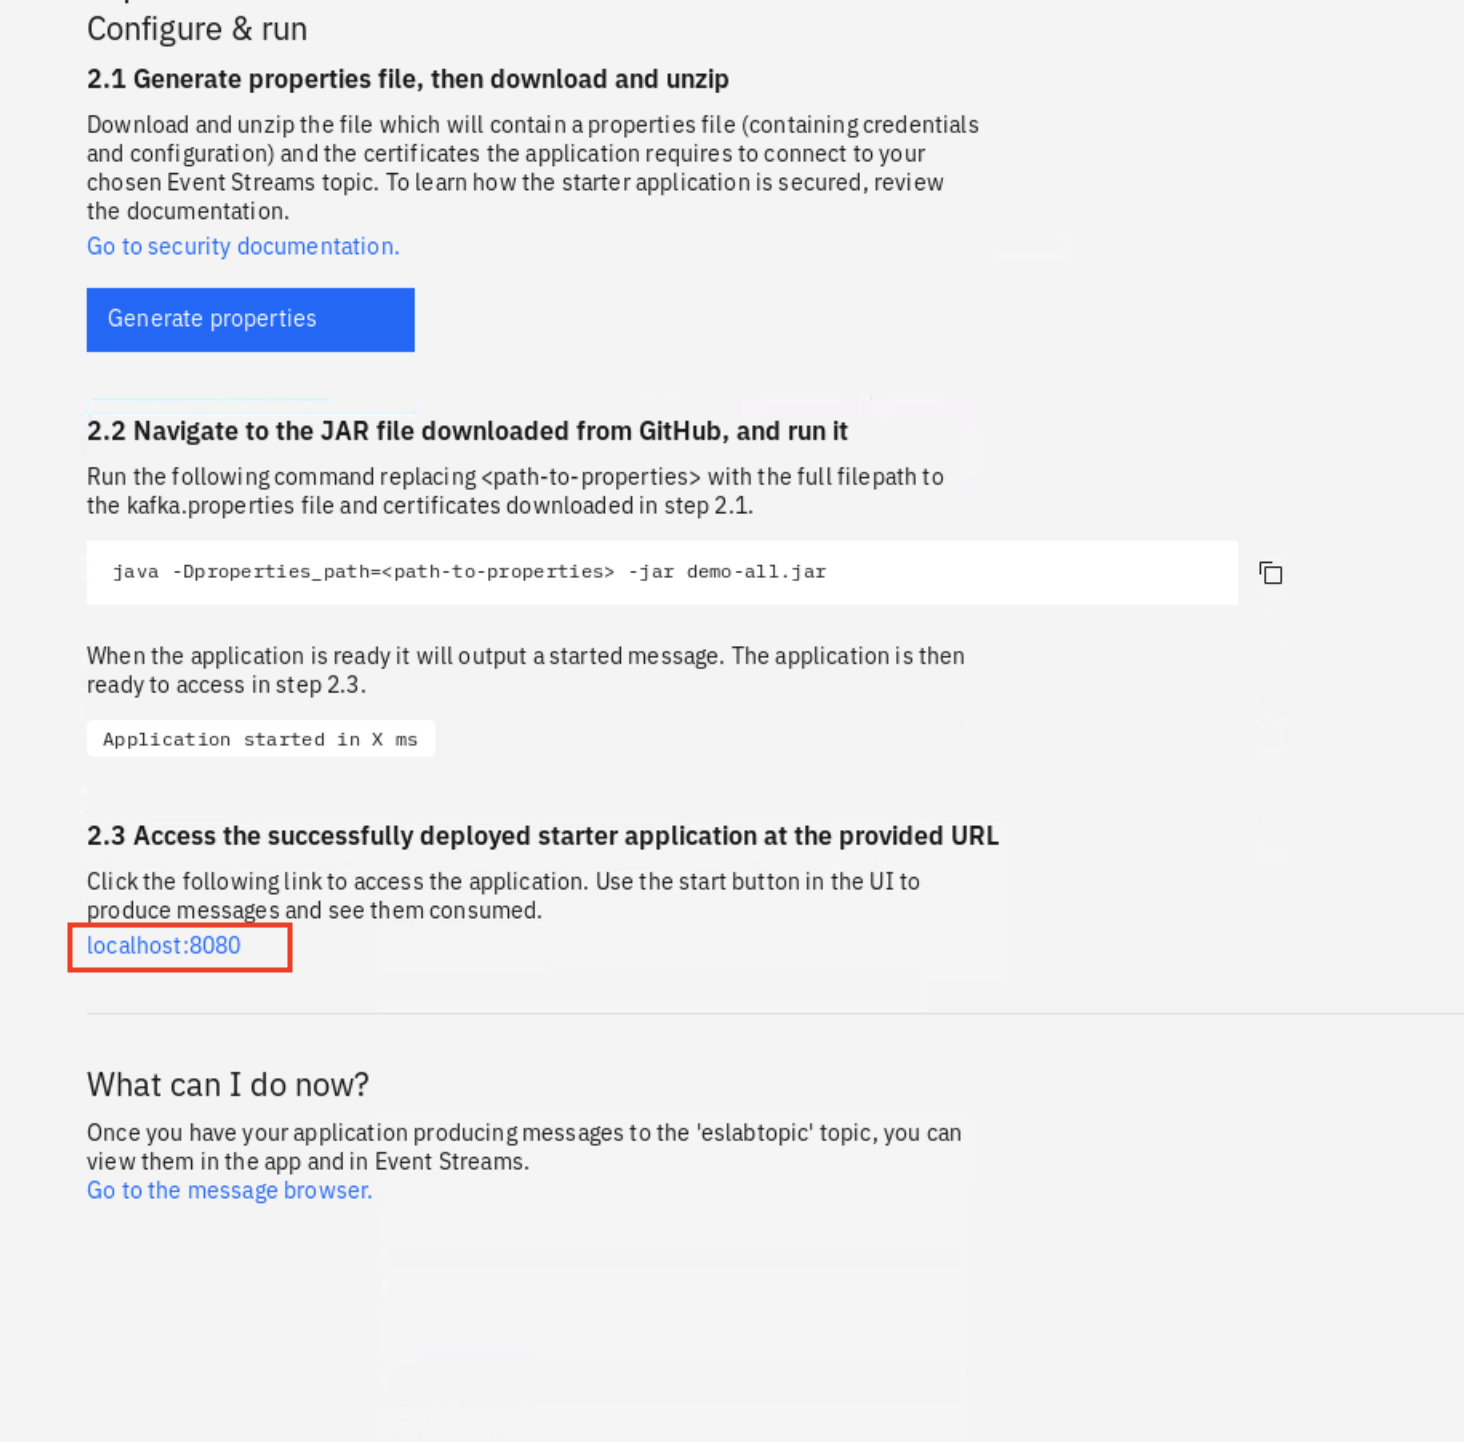 Configure & run
2.1 Generate properties file, then download and unzip
Download and unzip the file which will contain a properties file (containing credentials
and configuration) and the certificates the application requires to connect to your
chosen Event Streams topic. To learn how the starter application is secured, review
the documentation.
Go to security documentation.
Generate properties
2.2 Navigate to the JAR file downloaded from GitHub, and run it
Run the following command replacing <path-to-properties> with the full filepath to
the kafka.properties file and certificates downloaded in step 2.1.
java -Dproperties_path=<path-to-properties> -jar demo-all.jar
When the application is ready it will output a started message. The application is then
ready to access in step 2.3.
Application started in X ms
2.3 Access the successfully deployed starter application at the provided URL
Click the following link to access the application. Use the start button in the UI to
produce messages and see them consumed.
localhost:8080
What can I do now?
Once you have your application producing messages to the 'eslabtopic' topic, you can
view them in the app and in Event Streams.
Go to the message browser.